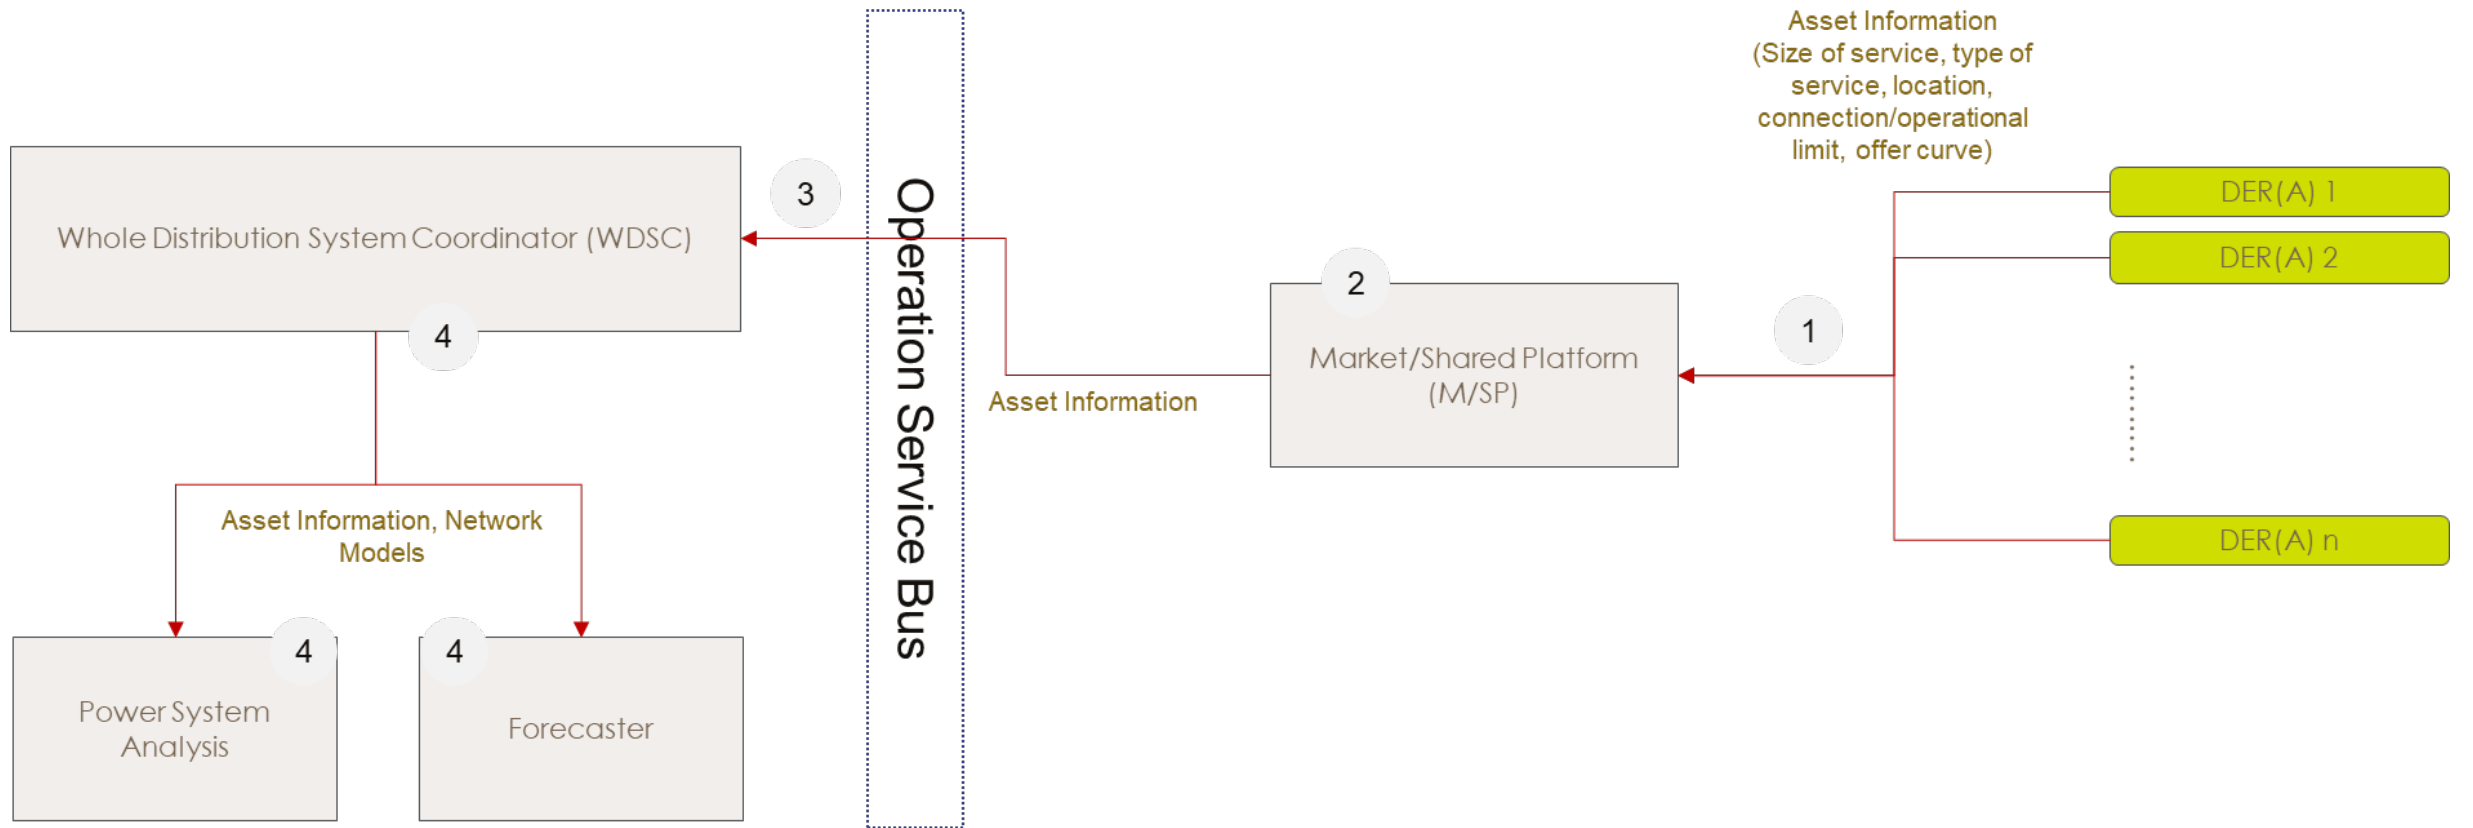 Asset Information
(Size of service, type of
service, location,
connection/operational
limit, offer curve)
DER(A) 1
DER(A) 2
DER(A) n
1
2
Market/Shared Platform
(M/SP)
Asset Information
Operation Service Bus
3
Whole Distribution System Coordinator (WDSC)
4
Asset Information, Network
Models
4
Power System
Analysis
4
Forecaster